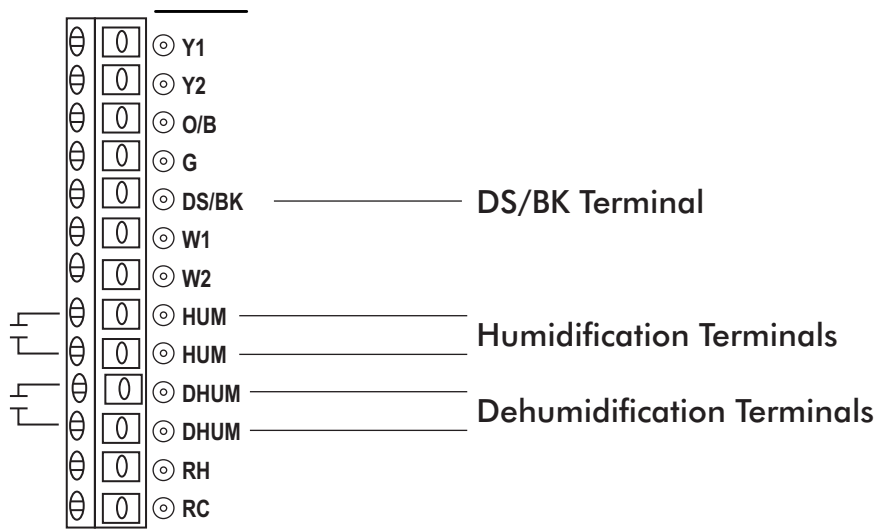 Y1
Y2
O/B
G
DS/BK DS/BK Terminal
W1
W2
HUM
HUM
Humidification Terminals
DHUM
DHUM
Dehumidification Terminals
RH
RC